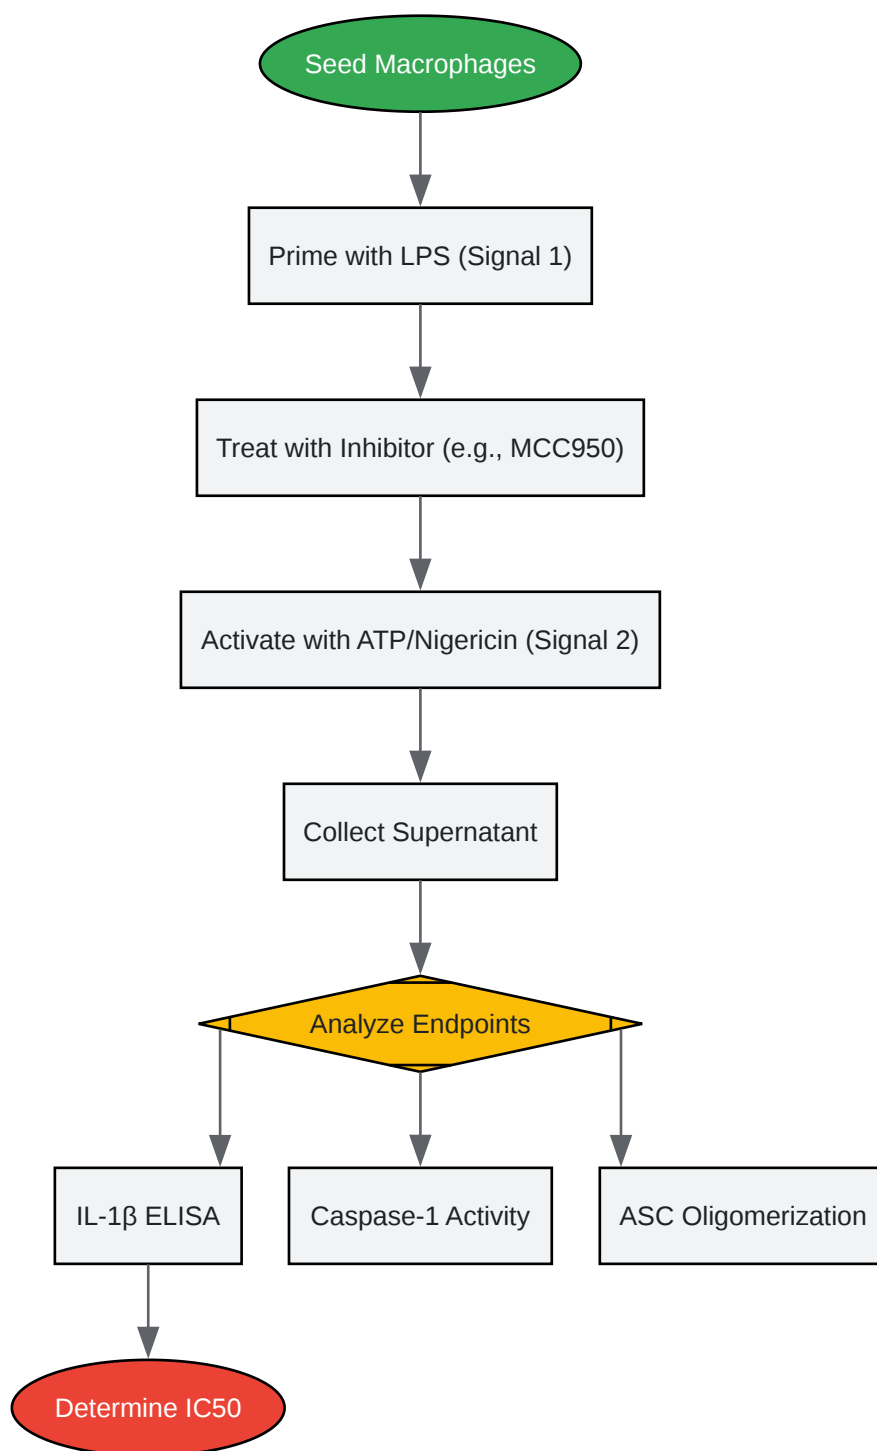 Seed Macrophages
Prime with LPS (Signal 1)
Treat with Inhibitor (e.g., MCC950)
Activate with ATP/Nigericin (Signal 2)
Collect Supernatant
Analyze Endpoints
IL-1β ELISA
Caspase-1 Activity
ASC Oligomerization
Determine IC50